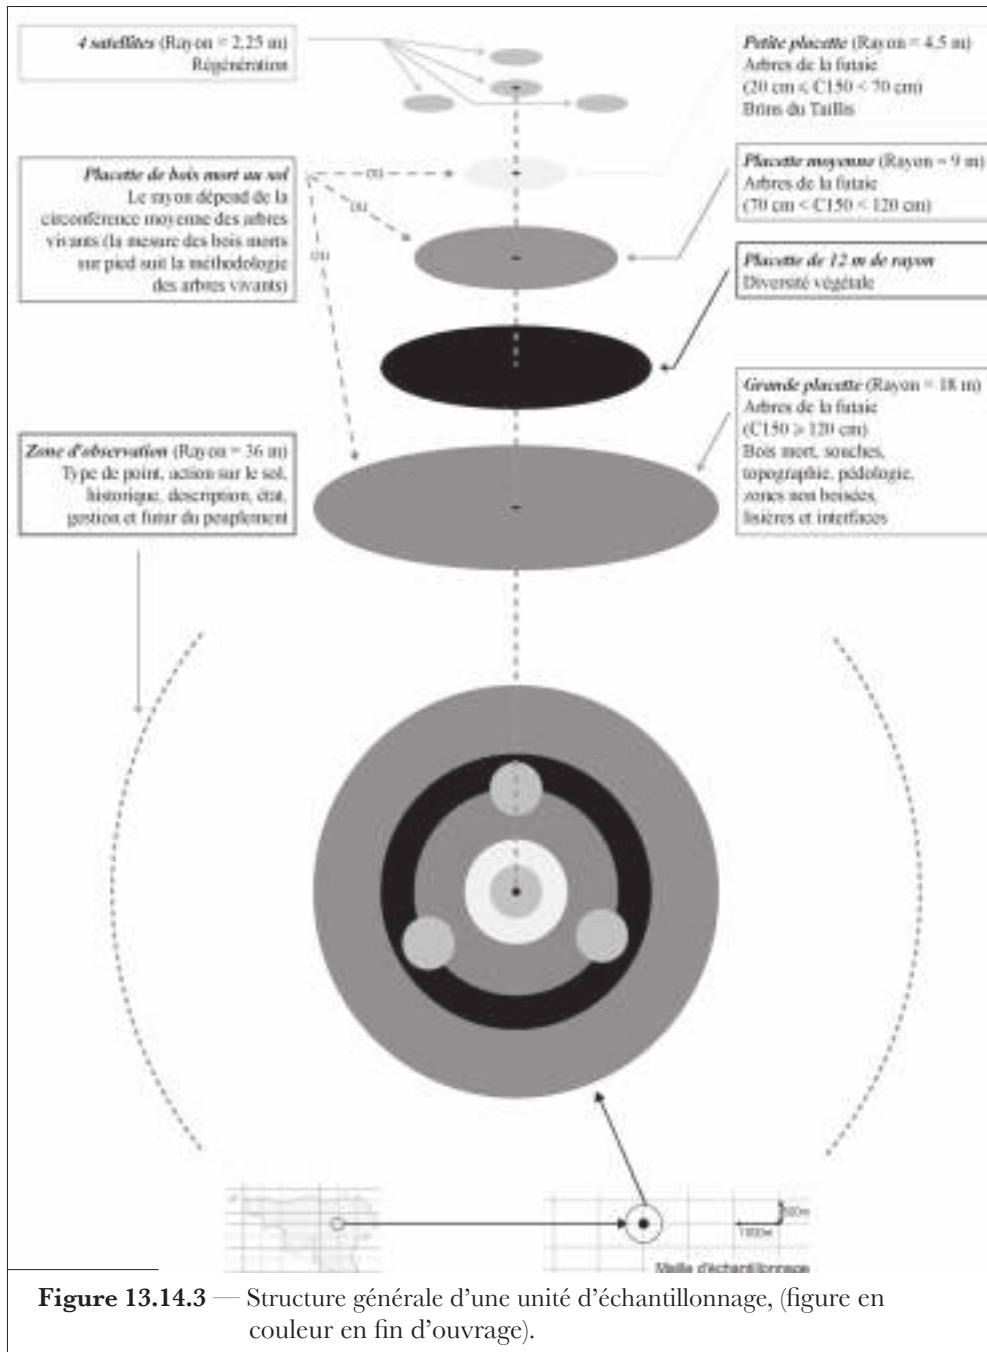 4 satellites (Rayon = 2,25 m)
Régénération
Petite placette (Rayon = 4,5 m)
Arbres de la futaie
(20 cm ⩽ C150 < 70 cm)
Brins du Taillis
Placette de bois mort au sol
Le rayon dépend de la
circonférence moyenne des arbres
vivants (la mesure des bois morts
sur pied suit la méthodologie
des arbres vivants)
ou
ou
ou
Placette moyenne (Rayon = 9 m)
Arbres de la futaie
(70 cm < C150 < 120 cm)
Placette de 12 m de rayon
Diversité végétale
Grande placette (Rayon = 18 m)
Arbres de la futaie
(C150 ⩾ 120 cm)
Bois mort, souches,
topographie, pédologie,
zones non boisées,
lisières et interfaces
Zone d'observation (Rayon = 36 m)
Type de point, action sur le sol,
historique, description, état,
gestion et futur du peuplement
500m
1000m
Maille d'échantillonnage
Figure 13.14.3 — Structure générale d'une unité d'échantillonnage, (figure en
couleur en fin d'ouvrage).